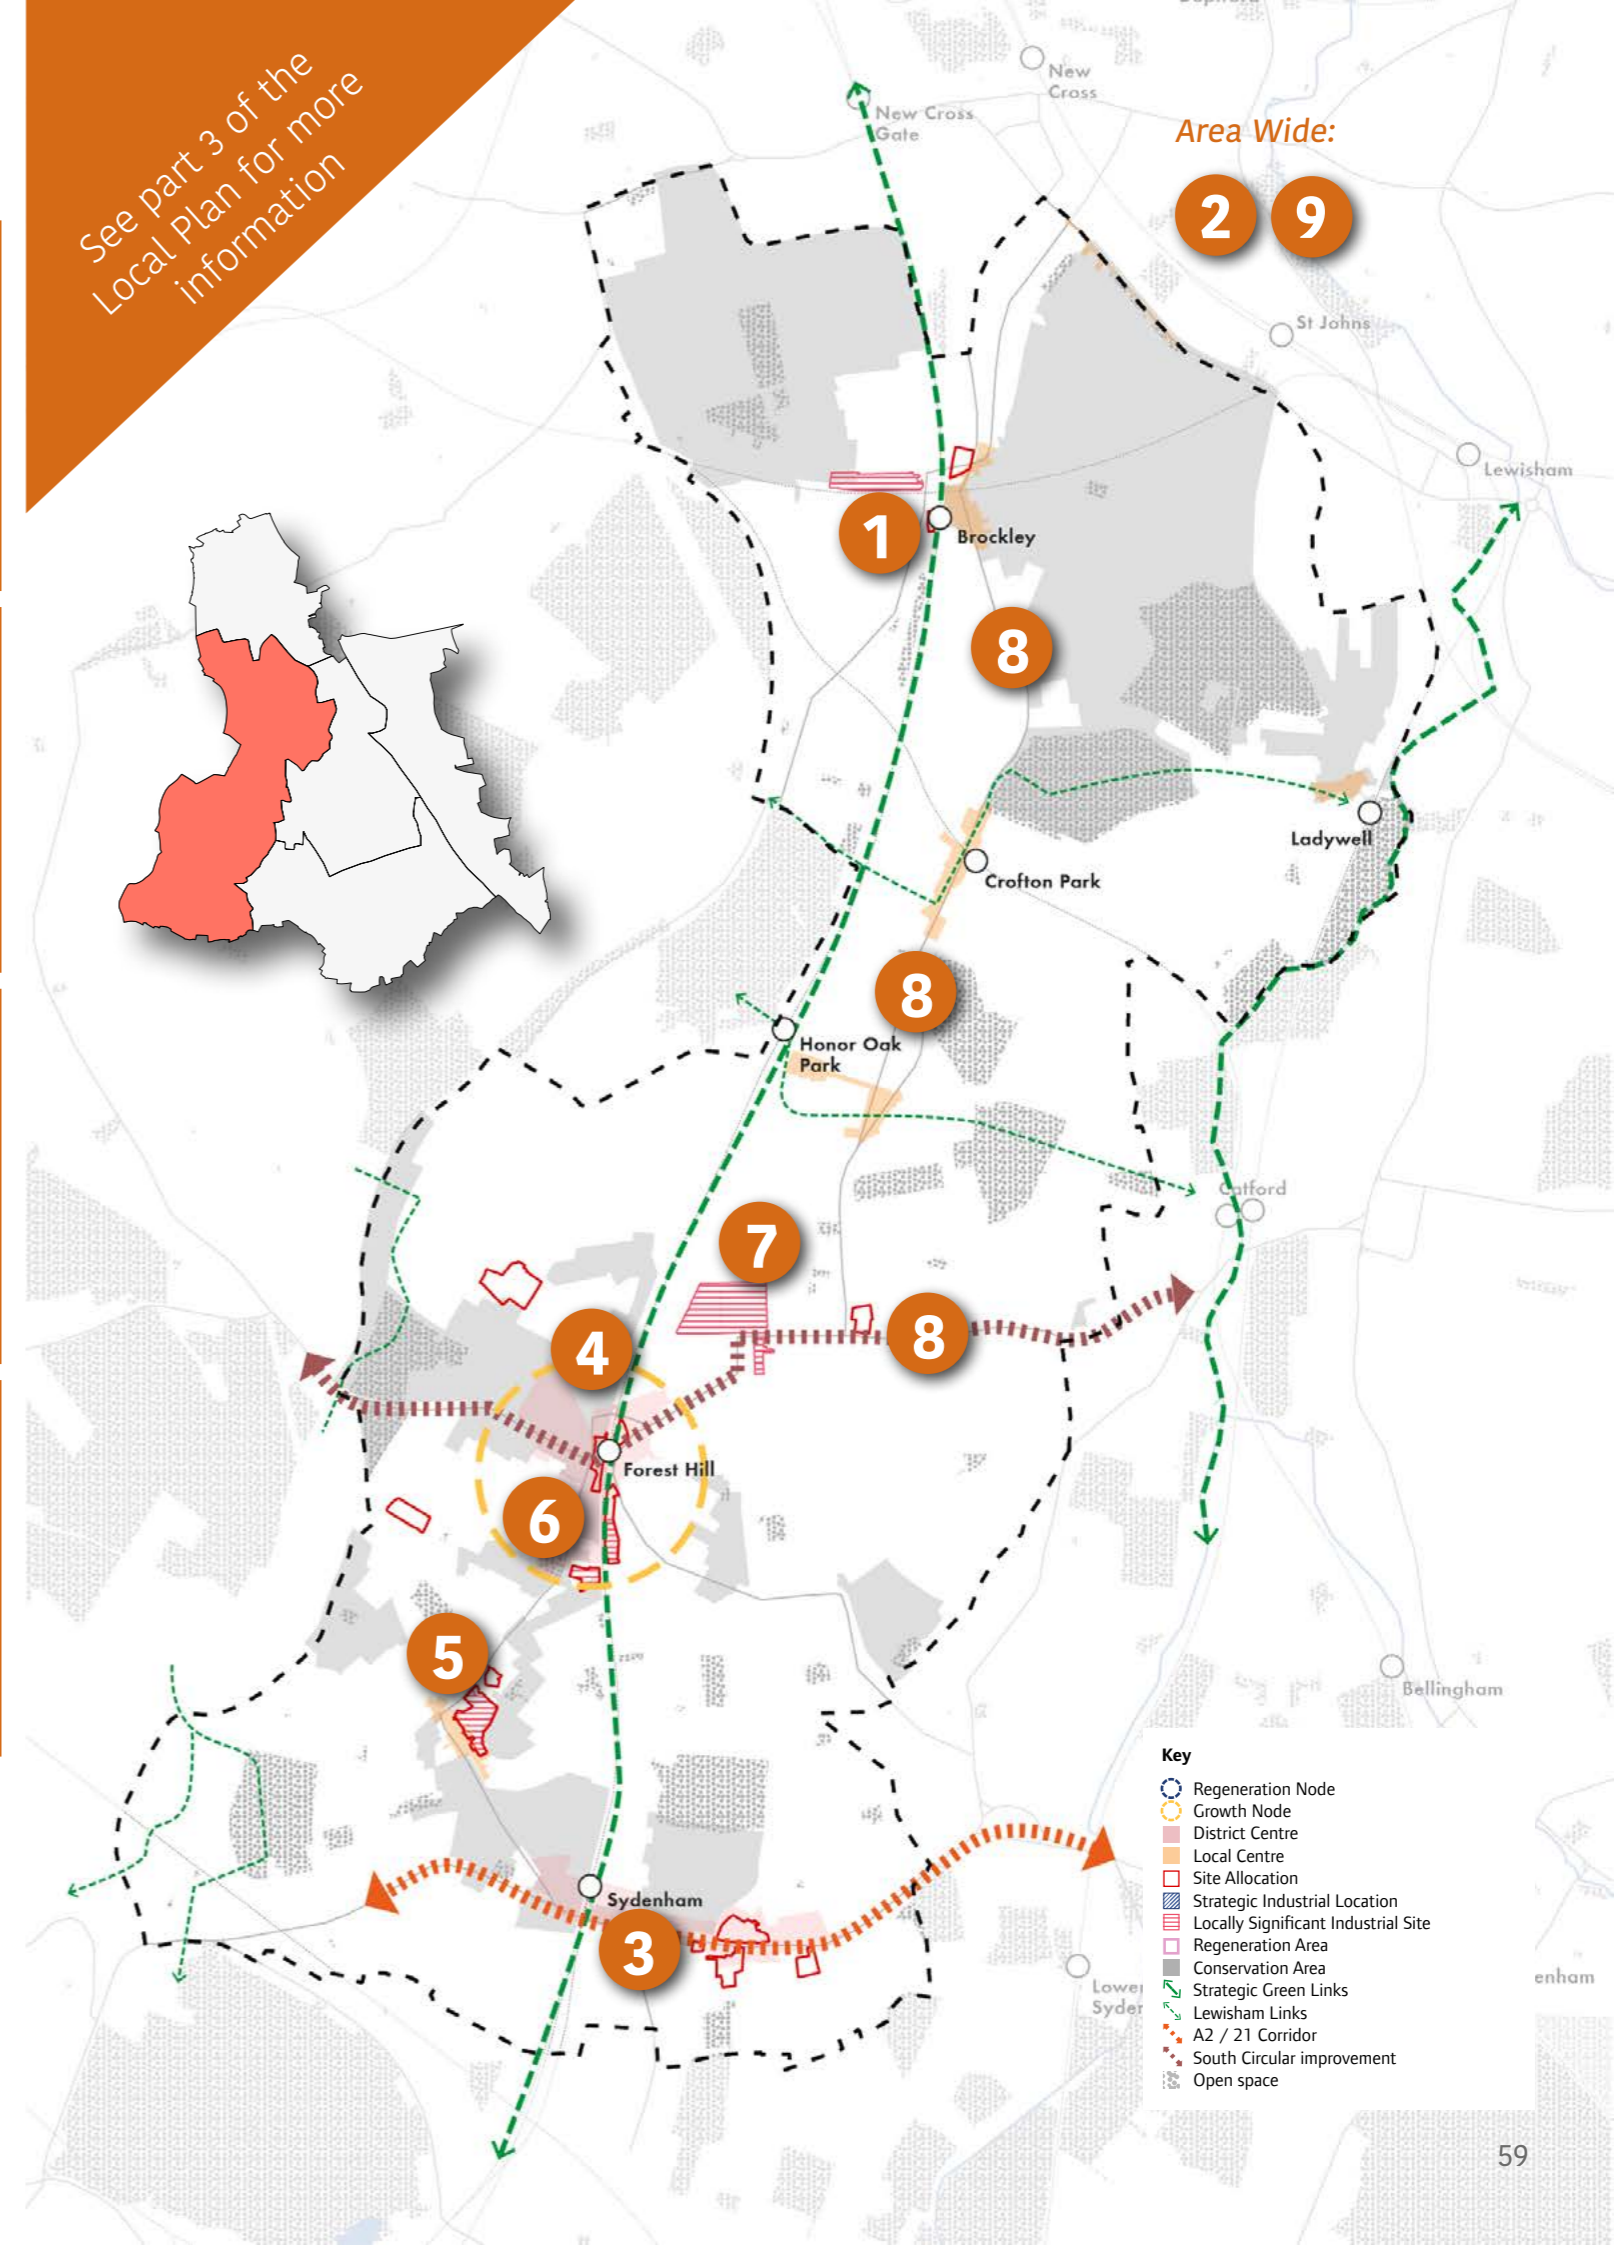 See part 3 of the
Local Plan for more
information
New
Cross
New Cross
Gate
Area Wide:
2
9
St Johns
Lewisham
1
Brockley
8
Ladywell
Crofton Park
8
Honor Oak
Park
Catford
7
4
8
Forest Hill
6
5
Bellingham
Sydenham
3
Lower
Syder
enham
Key
Regeneration Node
Growth Node
District Centre
Local Centre
Site Allocation
Strategic Industrial Location
Locally Significant Industrial Site
Regeneration Area
Conservation Area
Strategic Green Links
Lewisham Links
A2 / 21 Corridor
South Circular improvement
Open space
59